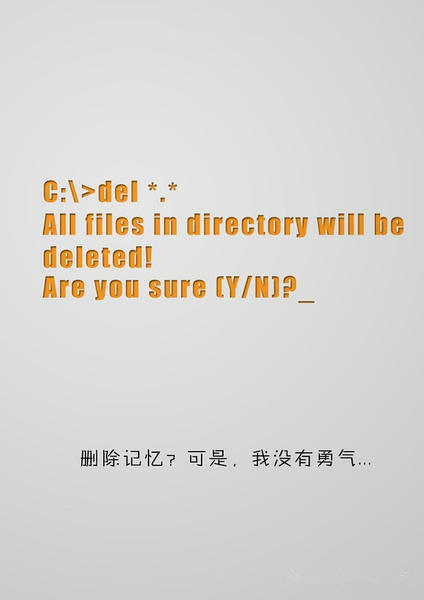 C:\>del *.*
All files in directory will be
deleted!
Are you sure (Y/N)?_
删除记忆？可是，我没有勇气...